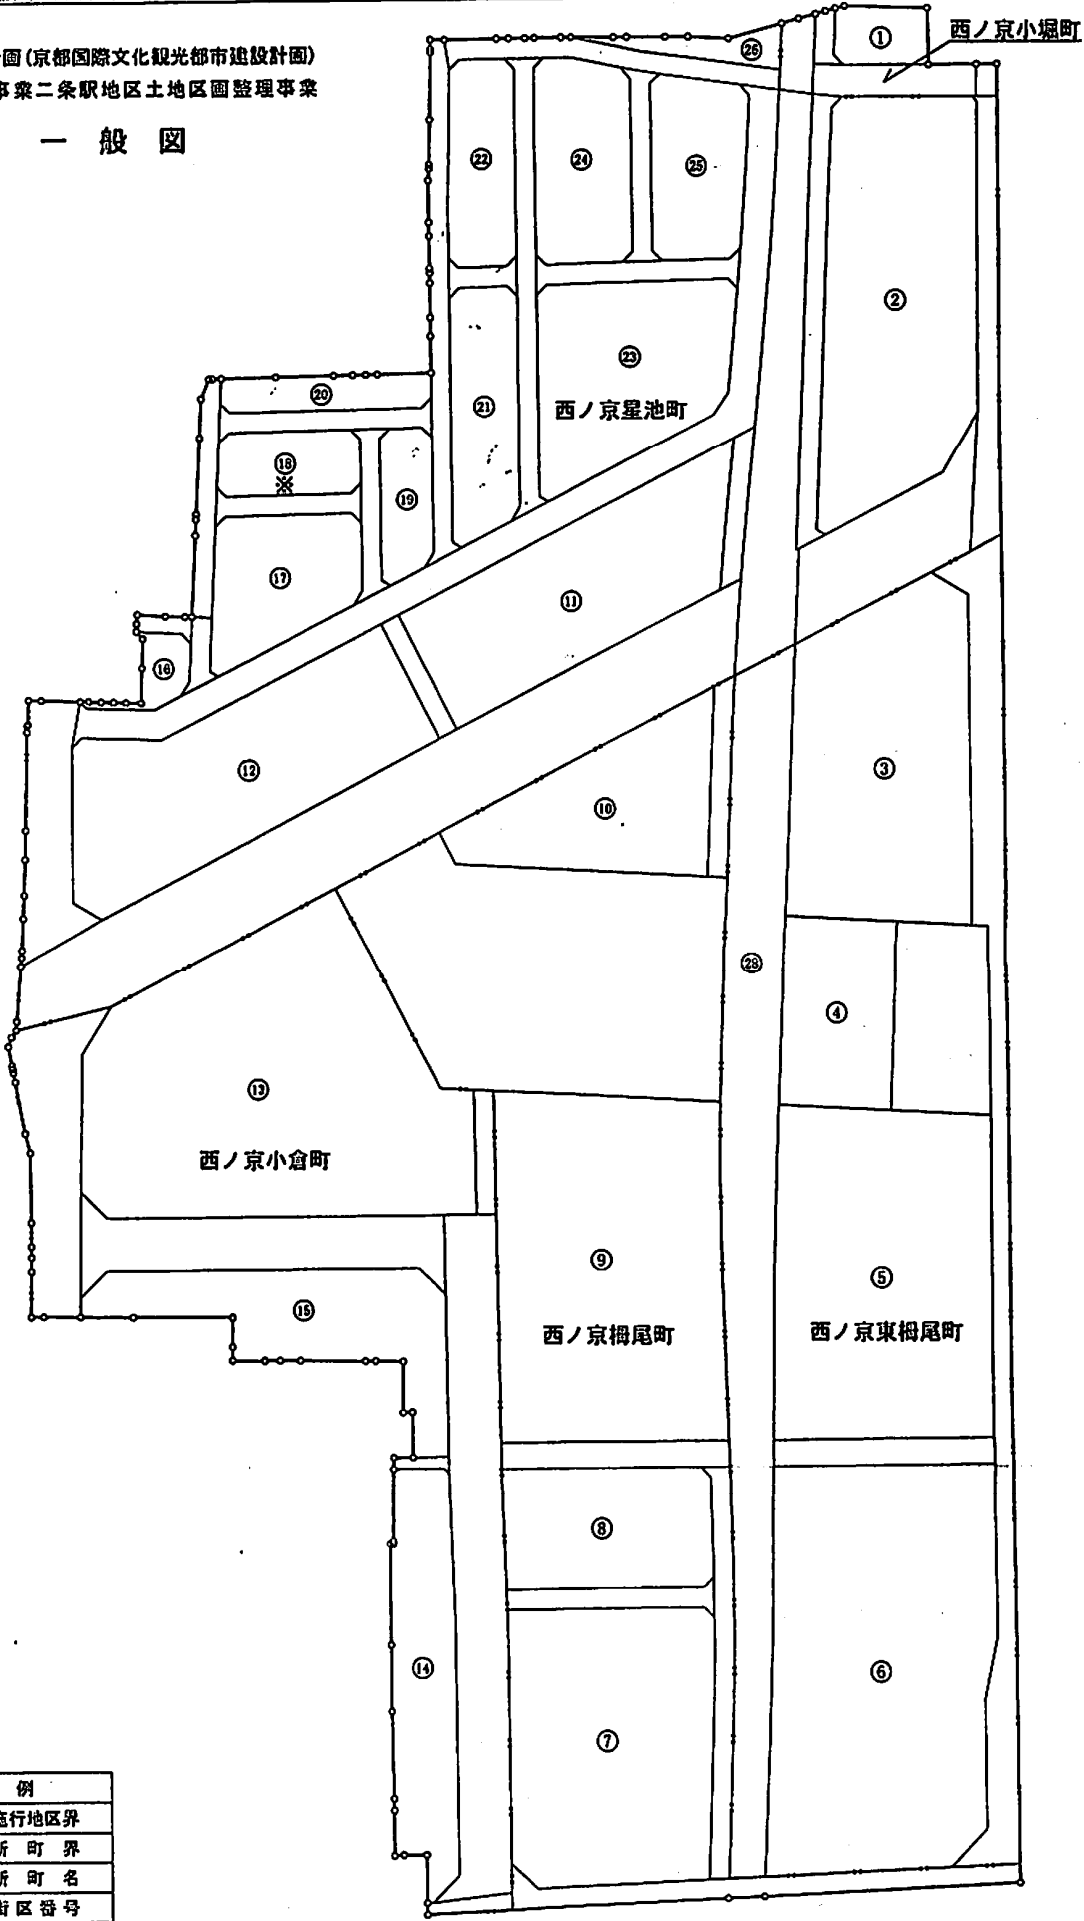 画(京都国際文化観光都市建設計画)
事業二条駅地区土地区画整理事業
一般図
西ノ京小堀町
①
㉖
㉒
㉔
㉕
②
㉓
西ノ京星池町
⑳
㉑
⑱
※
⑲
⑰
⑪
⑯
⑫
③
⑩
㉘
④
⑬
西ノ京小倉町
⑨
⑤
⑮
西ノ京栂尾町
西ノ京東栂尾町
⑧
⑭
⑥
⑦
例
施行地区界
新町界
新町名
街区番号